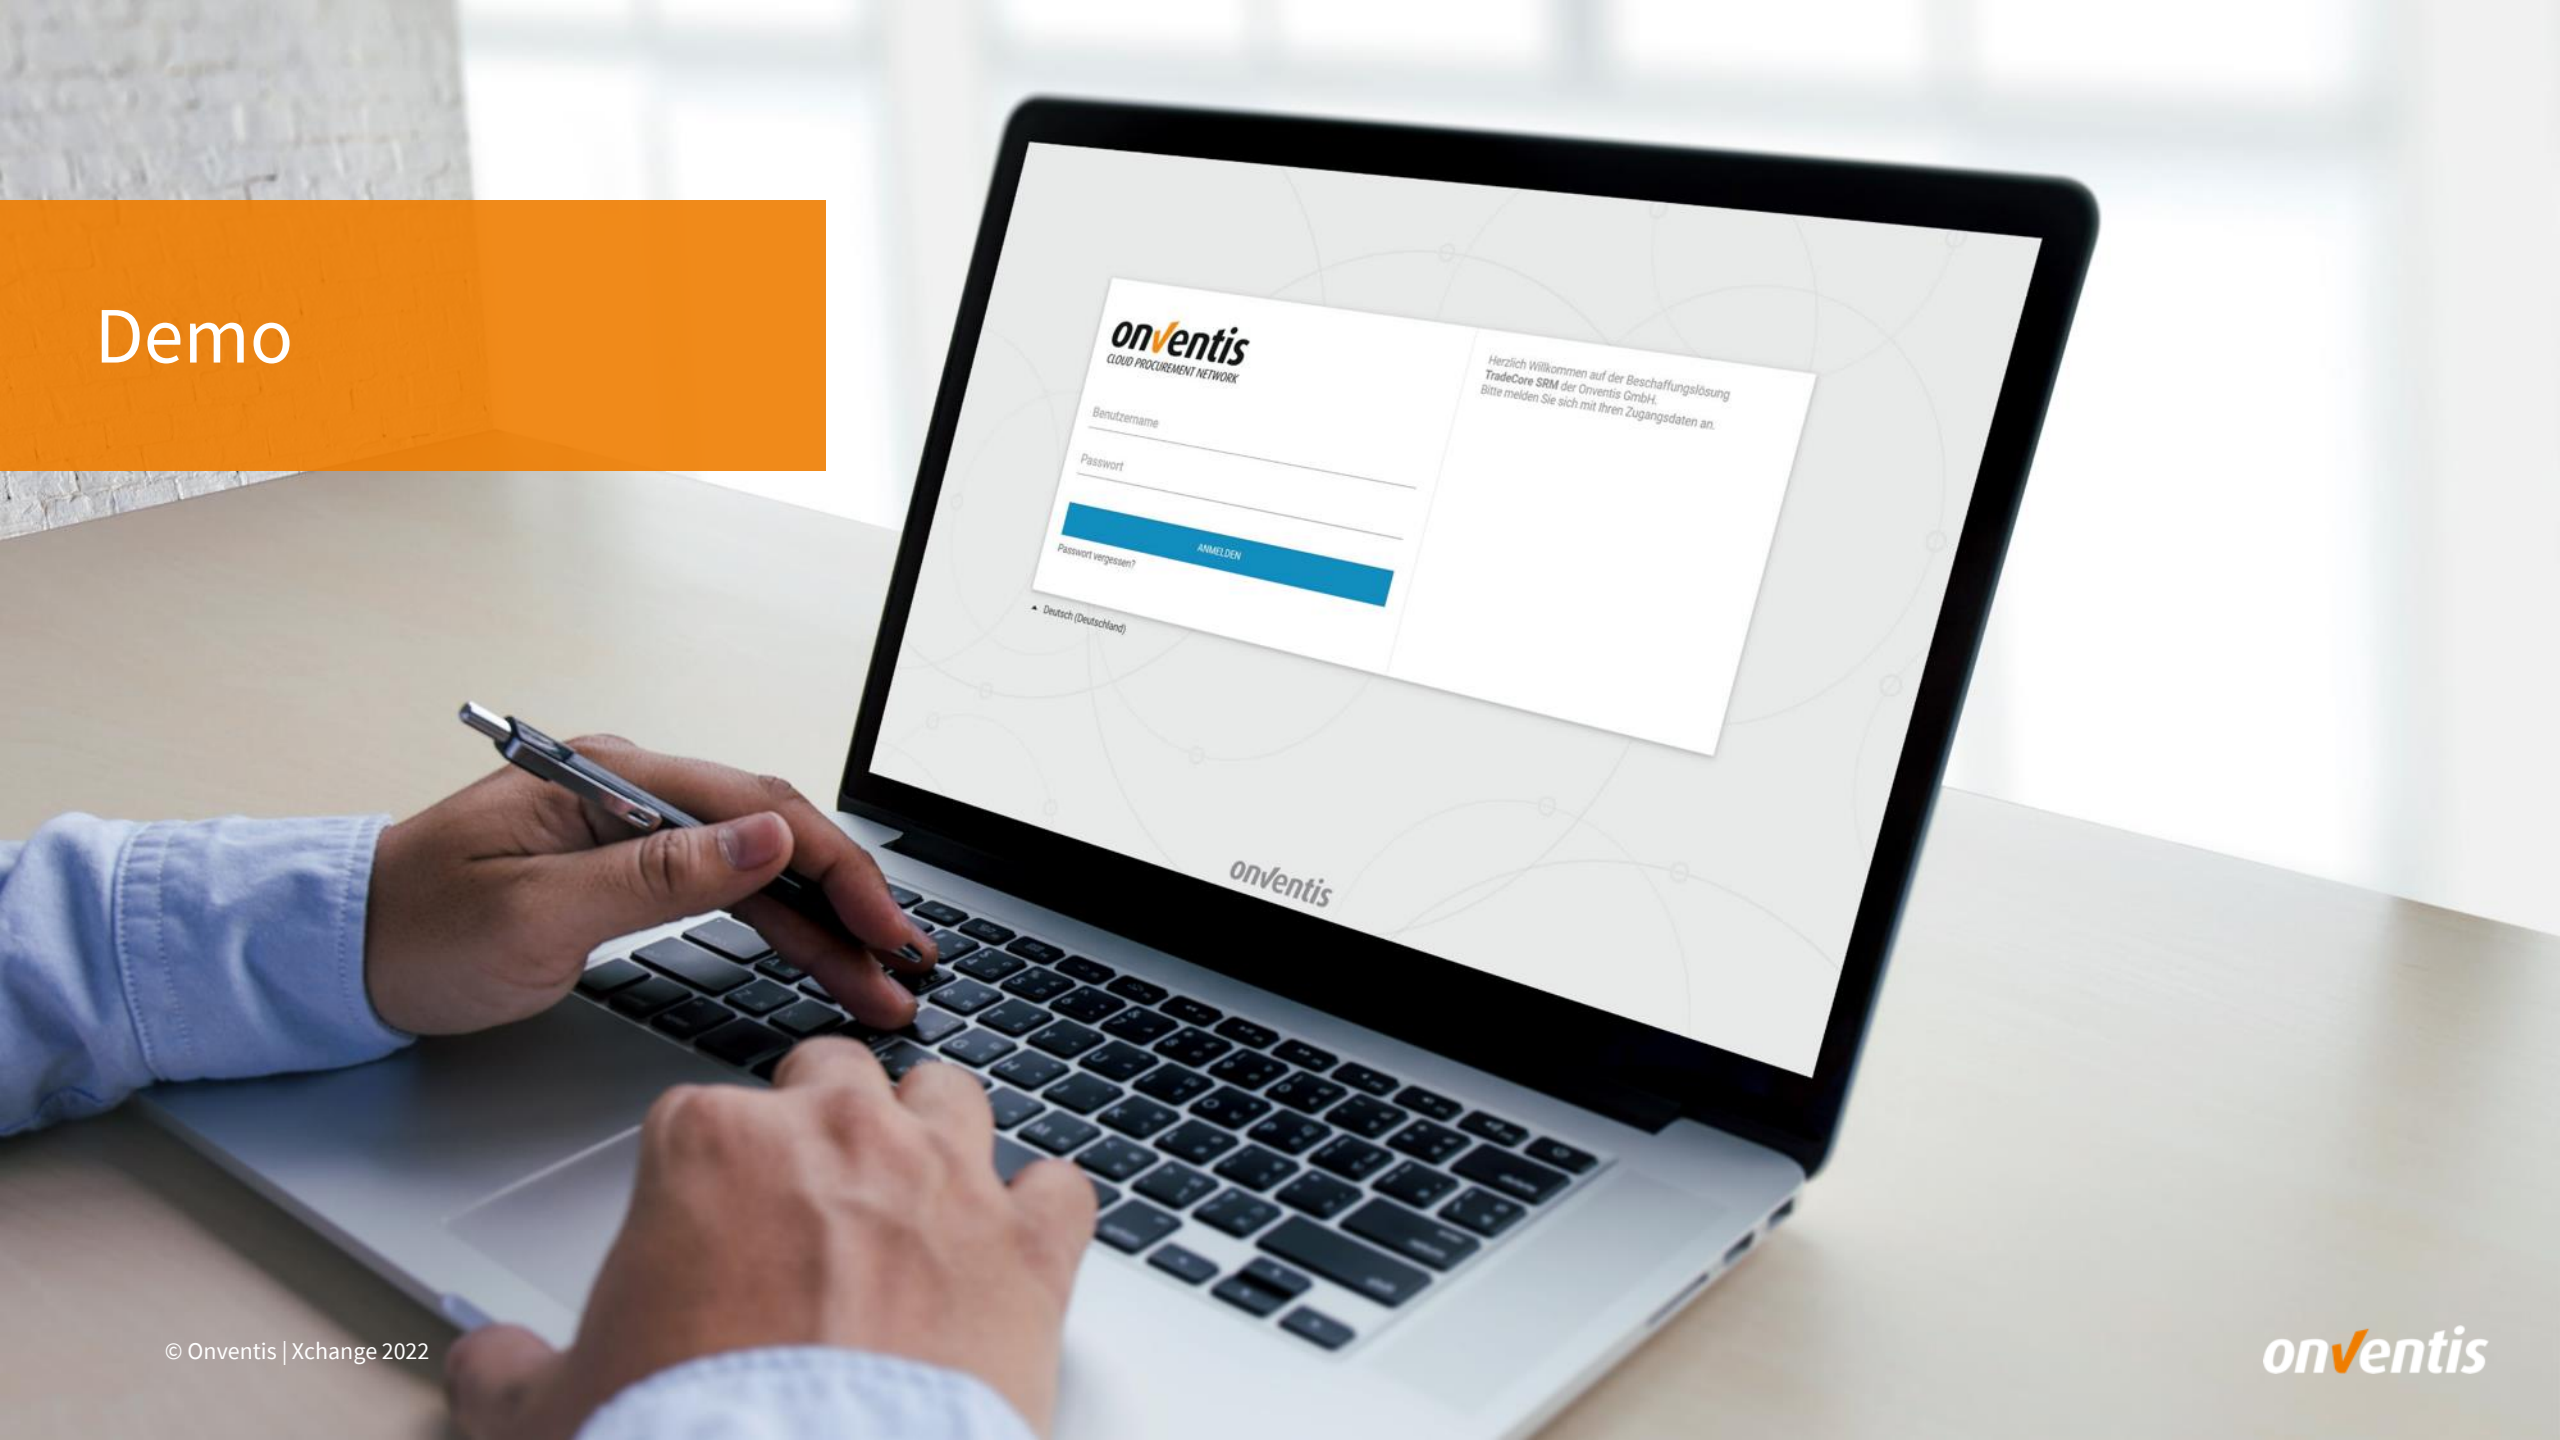 Demo
onventis
CLOUD PROCUREMENT NETWORK
Benutzername
Passwort
ANMELDEN
Passwort vergessen?
Deutsch (Deutschland)
Herzlich Willkommen auf der Beschaffungslösung
TradeCore SRM der Onventis GmbH.
Bitte melden Sie sich mit Ihren Zugangsdaten an.
onventis
© Onventis | Xchange 2022
onventis